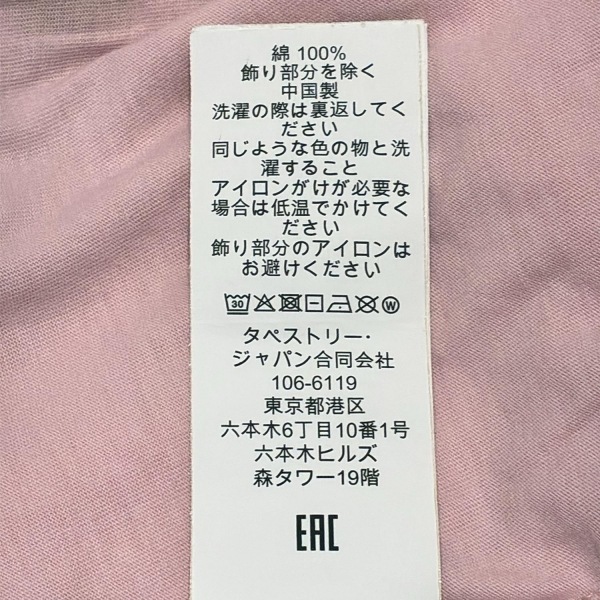 綿 100%
飾り部分を除く
中国製
洗濯の際は裏返してく
ださい
同じような色の物と洗
濯すること
アイロンがけが必要な
場合は低温でかけてく
ださい
飾り部分のアイロンは
お避けください
30 W
タペストリー・
ジャパン合同会社
106-6119
東京都港区
六本木6丁目10番1号
六本木ヒルズ
森タワー19階
EAC